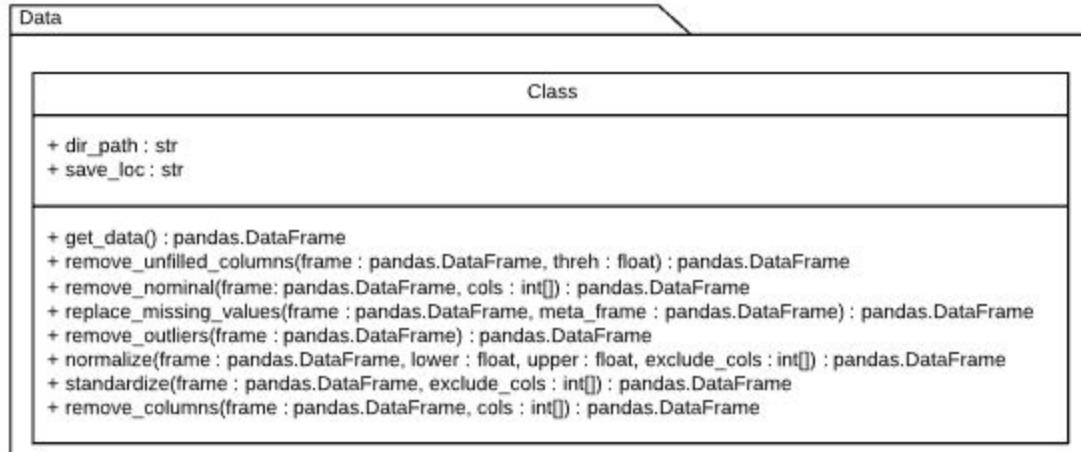 Data
Class
+ dir_path : str
+ save_loc : str
+ get_data() : pandas.DataFrame
+ remove_unfilled_columns(frame : pandas.DataFrame, threh : float) : pandas.DataFrame
+ remove_nominal(frame: pandas.DataFrame, cols : int[]) : pandas.DataFrame
+ replace_missing_values(frame : pandas.DataFrame, meta_frame : pandas.DataFrame) : pandas.DataFrame
+ remove_outliers(frame : pandas.DataFrame) : pandas.DataFrame
+ normalize(frame : pandas.DataFrame, lower : float, upper : float, exclude_cols : int[]) : pandas.DataFrame
+ standardize(frame : pandas.DataFrame, exclude_cols : int[]) : pandas.DataFrame
+ remove_columns(frame : pandas.DataFrame, cols : int[]) : pandas.DataFrame